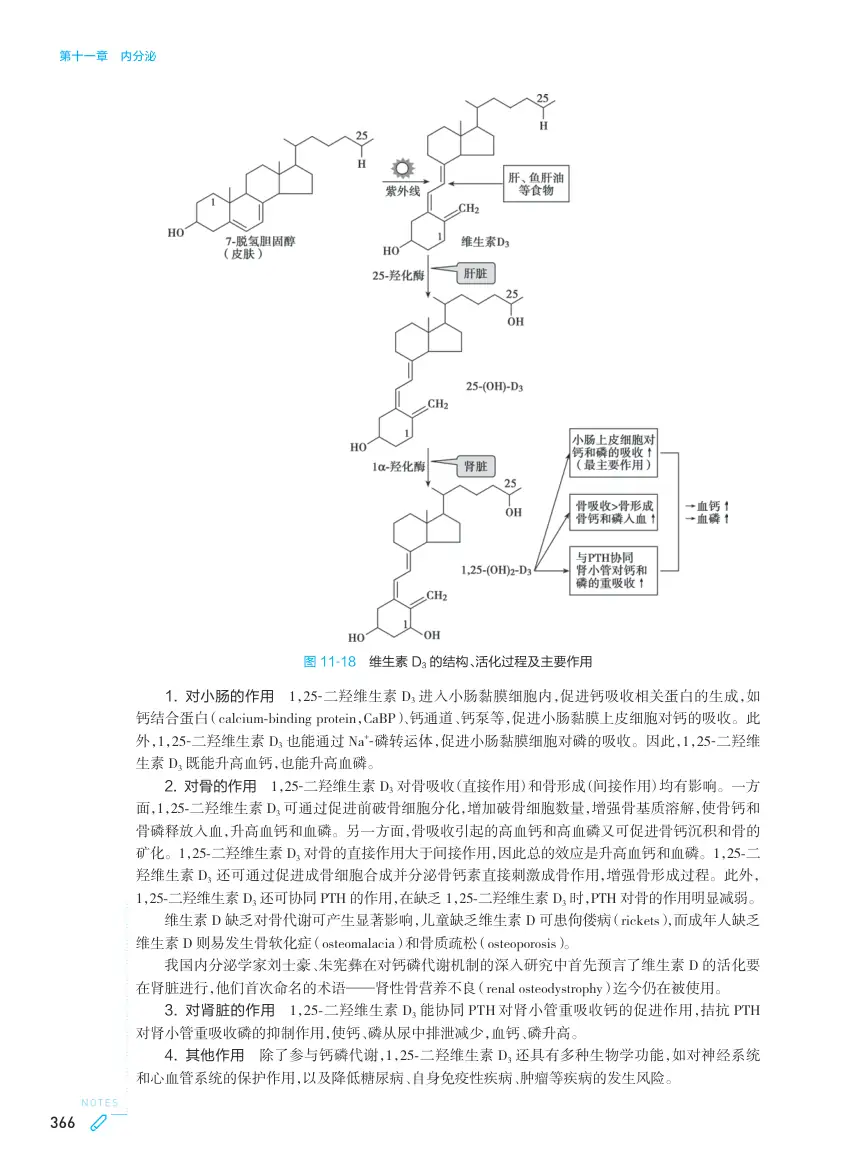 第十一章 内分泌
25
H
25
H
1
HO
7-脱氢胆固醇
（皮肤）
紫外线
肝、鱼肝油
等食物
CH₂
1
HO
维生素D₃
25-羟化酶
肝脏
25
OH
25-(OH)-D₃
CH₂
1
HO
1α-羟化酶
肾脏
25
OH
1,25-(OH)₂-D₃
CH₂
1
HO
OH
小肠上皮细胞对
钙和磷的吸收↑
（最主要作用）
骨吸收>骨形成
骨钙和磷入血↑
与PTH协同
肾小管对钙和
磷的重吸收↑
→血钙↑
→血磷↑
图 11-18 维生素 D₃ 的结构、活化过程及主要作用
1. 对小肠的作用 1,25-二羟维生素 D₃ 进入小肠黏膜细胞内,促进钙吸收相关蛋白的生成,如
钙结合蛋白（calcium-binding protein,CaBP）、钙通道、钙泵等,促进小肠黏膜上皮细胞对钙的吸收。此
外,1,25-二羟维生素 D₃ 也能通过 Na⁺-磷转运体,促进小肠黏膜细胞对磷的吸收。因此,1,25-二羟维
生素 D₃ 既能升高血钙,也能升高血磷。
2. 对骨的作用 1,25-二羟维生素 D₃ 对骨吸收（直接作用）和骨形成（间接作用）均有影响。一方
面,1,25-二羟维生素 D₃ 可通过促进前破骨细胞分化,增加破骨细胞数量,增强骨基质溶解,使骨钙和
骨磷释放入血,升高血钙和血磷。另一方面,骨吸收引起的高血钙和高血磷又可促进骨钙沉积和骨的
矿化。1,25-二羟维生素 D₃ 对骨的直接作用大于间接作用,因此总的效应是升高血钙和血磷。1,25-二
羟维生素 D₃ 还可通过促进成骨细胞合成并分泌骨钙素直接刺激成骨作用,增强骨形成过程。此外,
1,25-二羟维生素 D₃ 还可协同 PTH 的作用,在缺乏 1,25-二羟维生素 D₃ 时,PTH 对骨的作用明显减弱。
维生素 D 缺乏对骨代谢可产生显著影响,儿童缺乏维生素 D 可患佝偻病（rickets）,而成年人缺乏
维生素 D 则易发生骨软化症（osteomalacia）和骨质疏松（osteoporosis）。
我国内分泌学家刘士豪、朱宪彝在对钙磷代谢机制的深入研究中首先预言了维生素 D 的活化要
在肾脏进行,他们首次命名的术语——肾性骨营养不良（renal osteodystrophy）迄今仍在被使用。
3. 对肾脏的作用 1,25-二羟维生素 D₃ 能协同 PTH 对肾小管重吸收钙的促进作用,拮抗 PTH
对肾小管重吸收磷的抑制作用,使钙、磷从尿中排泄减少,血钙、磷升高。
4. 其他作用 除了参与钙磷代谢,1,25-二羟维生素 D₃ 还具有多种生物学功能,如对神经系统
和心血管系统的保护作用,以及降低糖尿病、自身免疫性疾病、肿瘤等疾病的发生风险。
NOTES
366